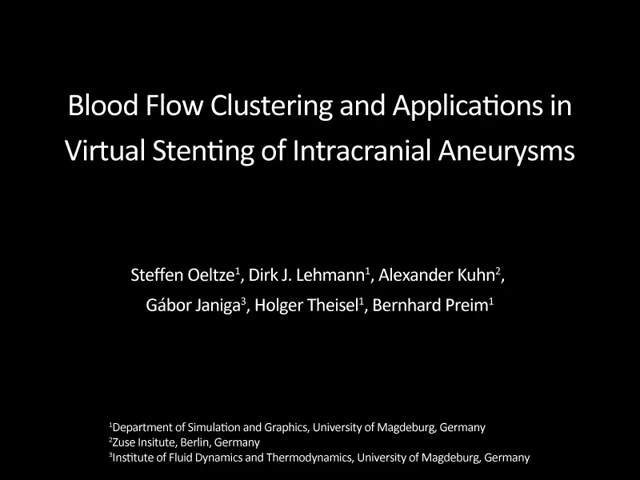 Blood Flow Clustering and Applications in
Virtual Stenting of Intracranial Aneurysms
Steffen Oeltze¹, Dirk J. Lehmann¹, Alexander Kuhn²,
Gábor Janiga³, Holger Theisel¹, Bernhard Preim¹
¹Department of Simulation and Graphics, University of Magdeburg, Germany
²Zuse Insitute, Berlin, Germany
³Institute of Fluid Dynamics and Thermodynamics, University of Magdeburg, Germany